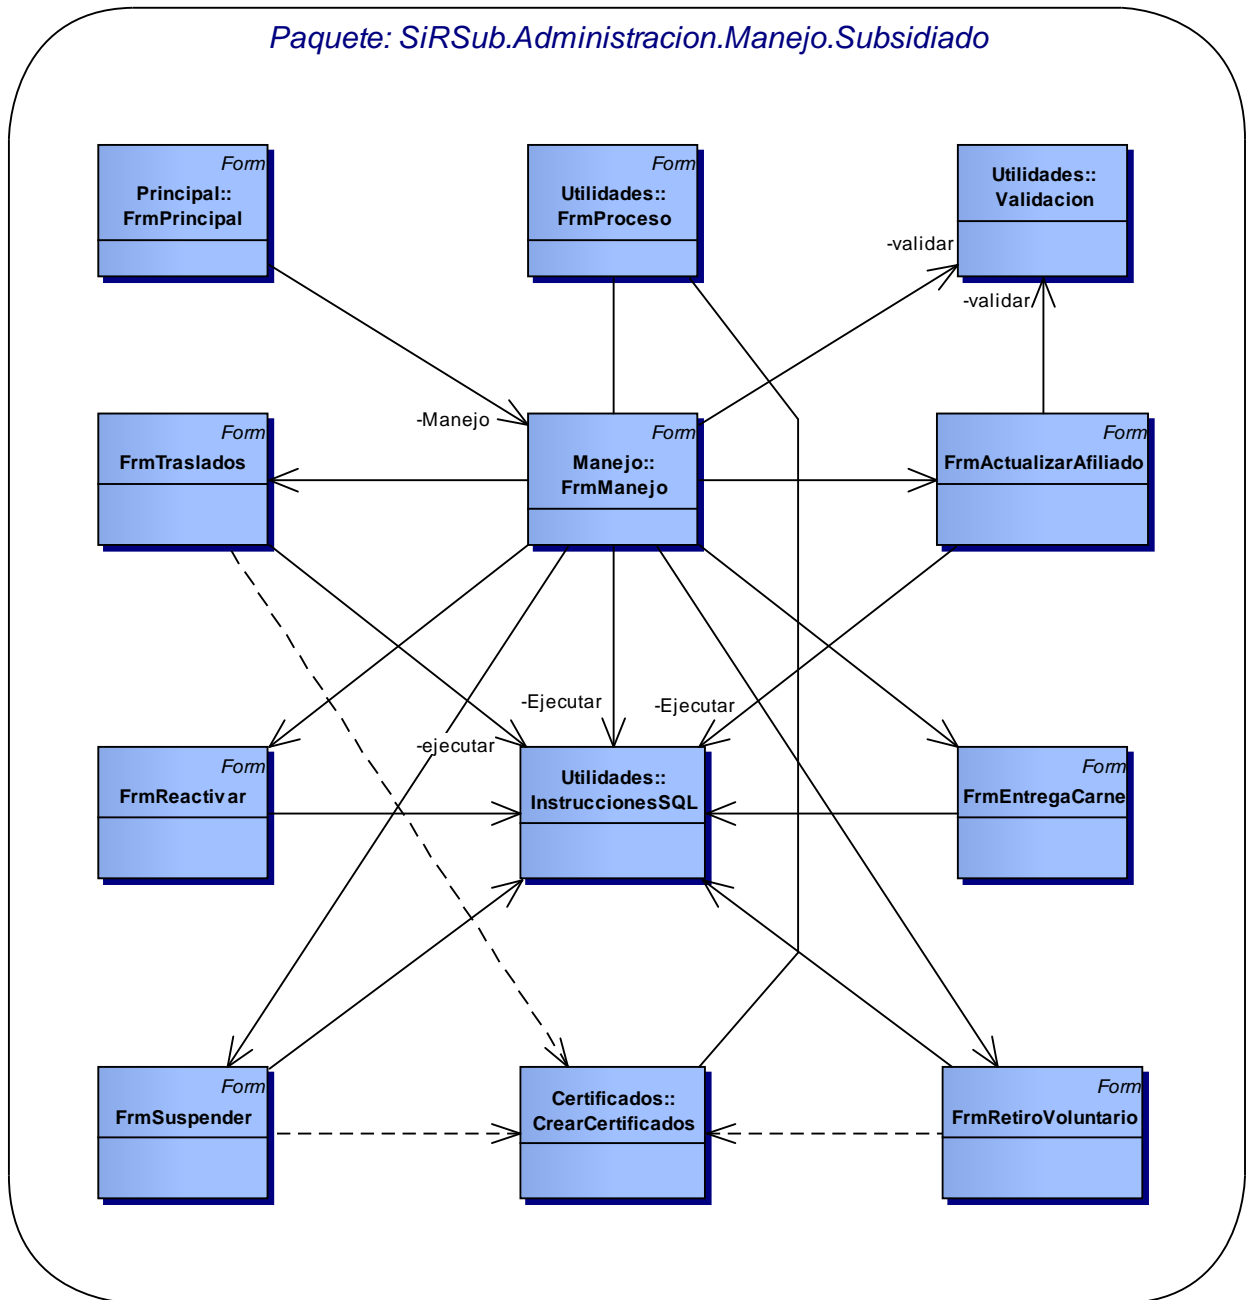 Paquete: SiRSub.Administracion.Manejo.Subsidiado
Form
Principal::
FrmPrincipal
Form
Utilidades::
FrmProceso
Utilidades::
Validacion
-validar
-validar
-Manejo
Form
FrmTraslados
Form
Manejo::
FrmManejo
Form
FrmActualizarAfiliado
-Ejecutar
-Ejecutar
-ejecutar
Form
FrmReactivar
Utilidades::
InstruccionesSQL
Form
FrmEntregaCarne
Form
FrmSuspender
Certificados::
CrearCertificados
Form
FrmRetiroVoluntario